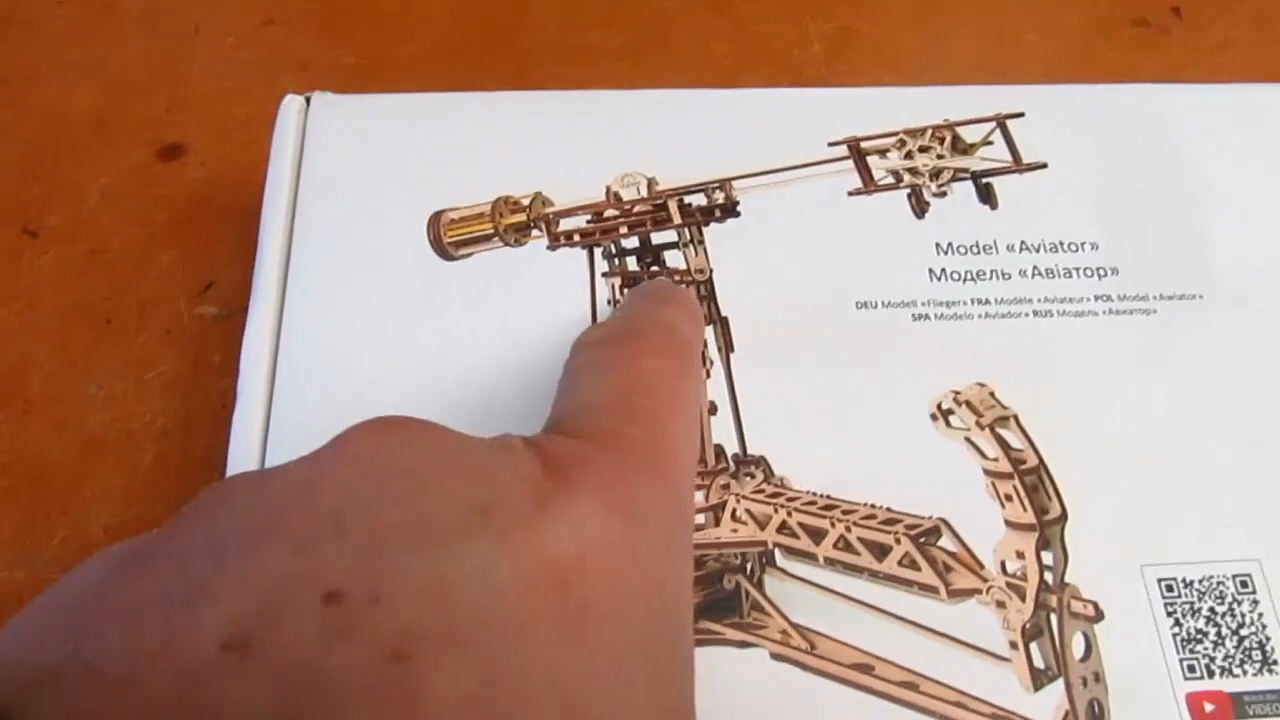 Model «Aviator»
Модель «Авіатор»
DEU Modell «Flieger» FRA Modèle «Aviateur» POL Model «Awiator»
SPA Modelo «Aviador» RUS Модель «Авиатор»
VIDEO